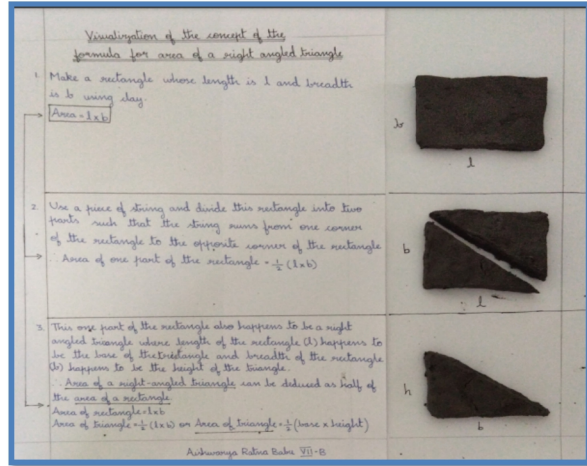 Visualization of the concept of the
formula for area of a right angled triangle
1. Make a rectangle whose length is l and breadth
is b using clay.
Area = l x b
b
l
2. Use a piece of string and divide this rectangle into two
parts such that the string runs from one corner
of the rectangle to the opposite corner of the rectangle
∴ Area of one part of the rectangle = 1/2 (l x b)
b
l
3. This one part of the rectangle also happens to be a right
angled triangle where length of the rectangle (l) happens to
be the base of the triangle and breadth of the rectangle
(b) happens to be the height of the triangle.
∴ Area of a right-angled triangle can be deduced as half of
the area of a rectangle.
Area of rectangle = l x b
Area of triangle = 1/2 (l x b) or Area of triangle = 1/2 (base x height)
h
b
Ratna Babu VI-B